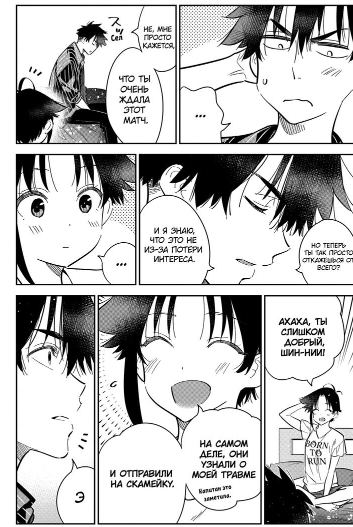 ...
НЕ, МНЕ
ПРОСТО
КАЖЕТСЯ,
ЧТО ТЫ
ОЧЕНЬ
ЖДАЛА
ЭТОТ
МАТЧ.
Сел
НО ТЕПЕРЬ
ТЫ ТАК ПРОСТО
ОТКАЖЕШЬСЯ ОТ
ВСЕГО?
И Я ЗНАЮ,
ЧТО ЭТО НЕ
ИЗ-ЗА ПОТЕРИ
ИНТЕРЕСА.
...
АХАХА, ТЫ
СЛИШКОМ
ДОБРЫЙ,
ШИН-НИИ!
BORN
TO
RUN
НА САМОМ
ДЕЛЕ, ОНИ
УЗНАЛИ О
МОЕЙ ТРАВМЕ
Капитан это
заметила.
И ОТПРАВИЛИ
НА СКАМЕЙКУ.
Э